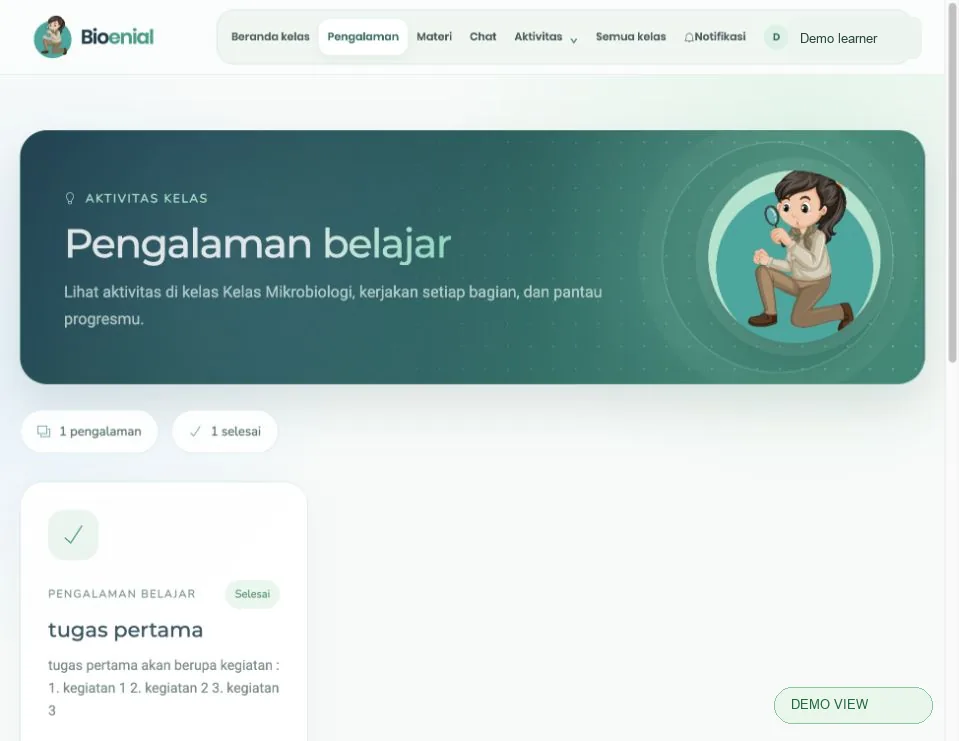 Bioenial
Beranda kelas Pengalaman Materi Chat Aktivitas Semua kelas Notifikasi D Demo learner
AKTIVITAS KELAS
Pengalaman belajar
Lihat aktivitas di kelas Kelas Mikrobiologi, kerjakan setiap bagian, dan pantau
progresmu.
1 pengalaman 1 selesai
PENGALAMAN BELAJAR Selesai
tugas pertama
tugas pertama akan berupa kegiatan :
1. kegiatan 1 2. kegiatan 2 3. kegiatan
3
DEMO VIEW